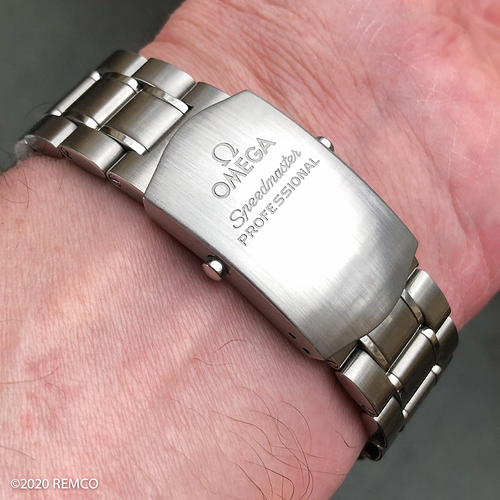 Ω
OMEGA
Speedmaster
PROFESSIONAL
©2020 REMCO